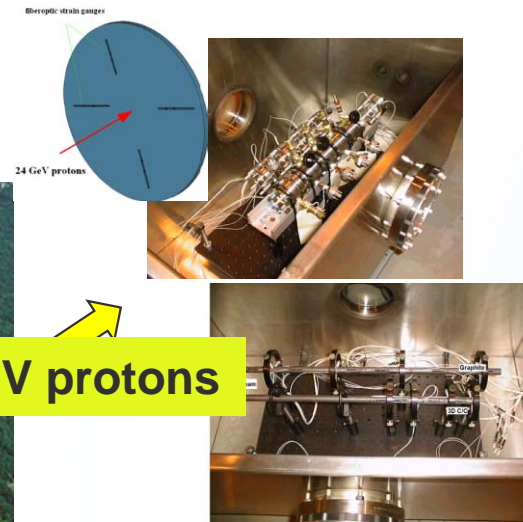 fiberoptic strain gauges
24 GeV protons
V protons
Graphite
3D C/C